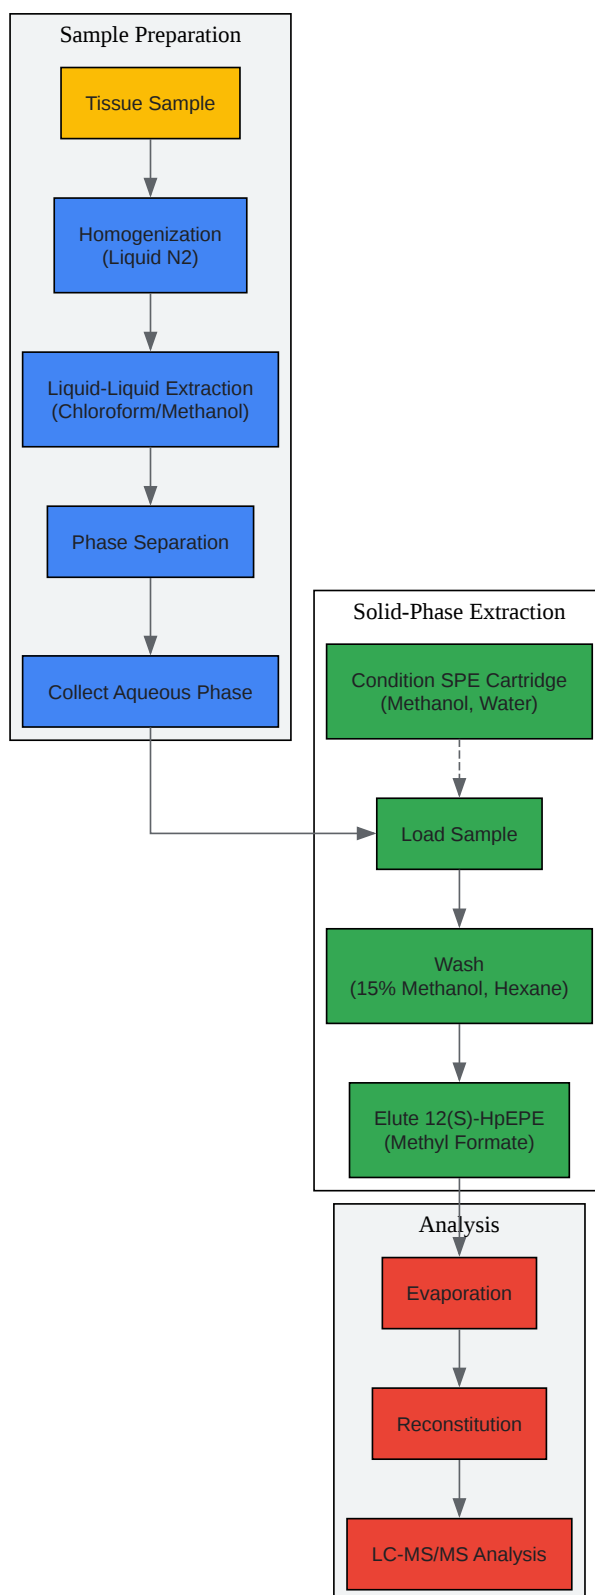 Sample Preparation
Tissue Sample
Homogenization
(Liquid N2)
Liquid-Liquid Extraction
(Chloroform/Methanol)
Phase Separation
Collect Aqueous Phase
Solid-Phase Extraction
Condition SPE Cartridge
(Methanol, Water)
Load Sample
Wash
(15% Methanol, Hexane)
Elute 12(S)-HpEPE
(Methyl Formate)
Analysis
Evaporation
Reconstitution
LC-MS/MS Analysis